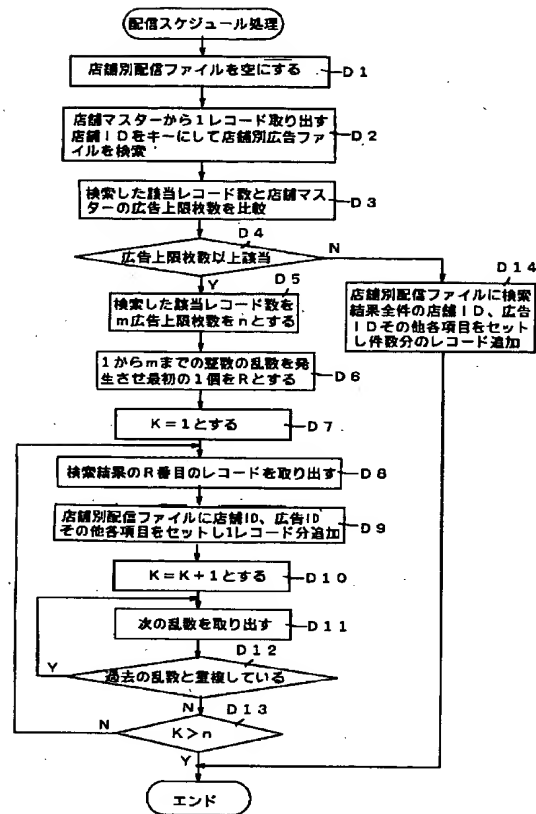 配信スケジュール処理
店舗別配信ファイルを空にする
D1
店舗マスターから1レコード取り出す
店舗IDをキーにして店舗別広告ファイ
ルを検索
D2
検索した該当レコード数と店舗マス
ターの広告上限枚数を比較
D3
D4
広告上限枚数以上該当
N
Y
D5
検索した該当レコード数を
m広告上限枚数をnとする
D14
店舗別配信ファイルに検索
結果全件の店舗ID、広告
IDその他各項目をセット
し件数分のレコード追加
1からmまでの整数の乱数を発
生させ最初の1個をRとする
D6
K=1とする
D7
検索結果のR番目のレコードを取り出す
D8
店舗別配信ファイルに店舗ID、広告ID
その他各項目をセットし1レコード分追加
D9
K=K+1とする
D10
次の乱数を取り出す
D11
D12
Y
過去の乱数と重複している
N
D13
N
K>n
Y
エンド